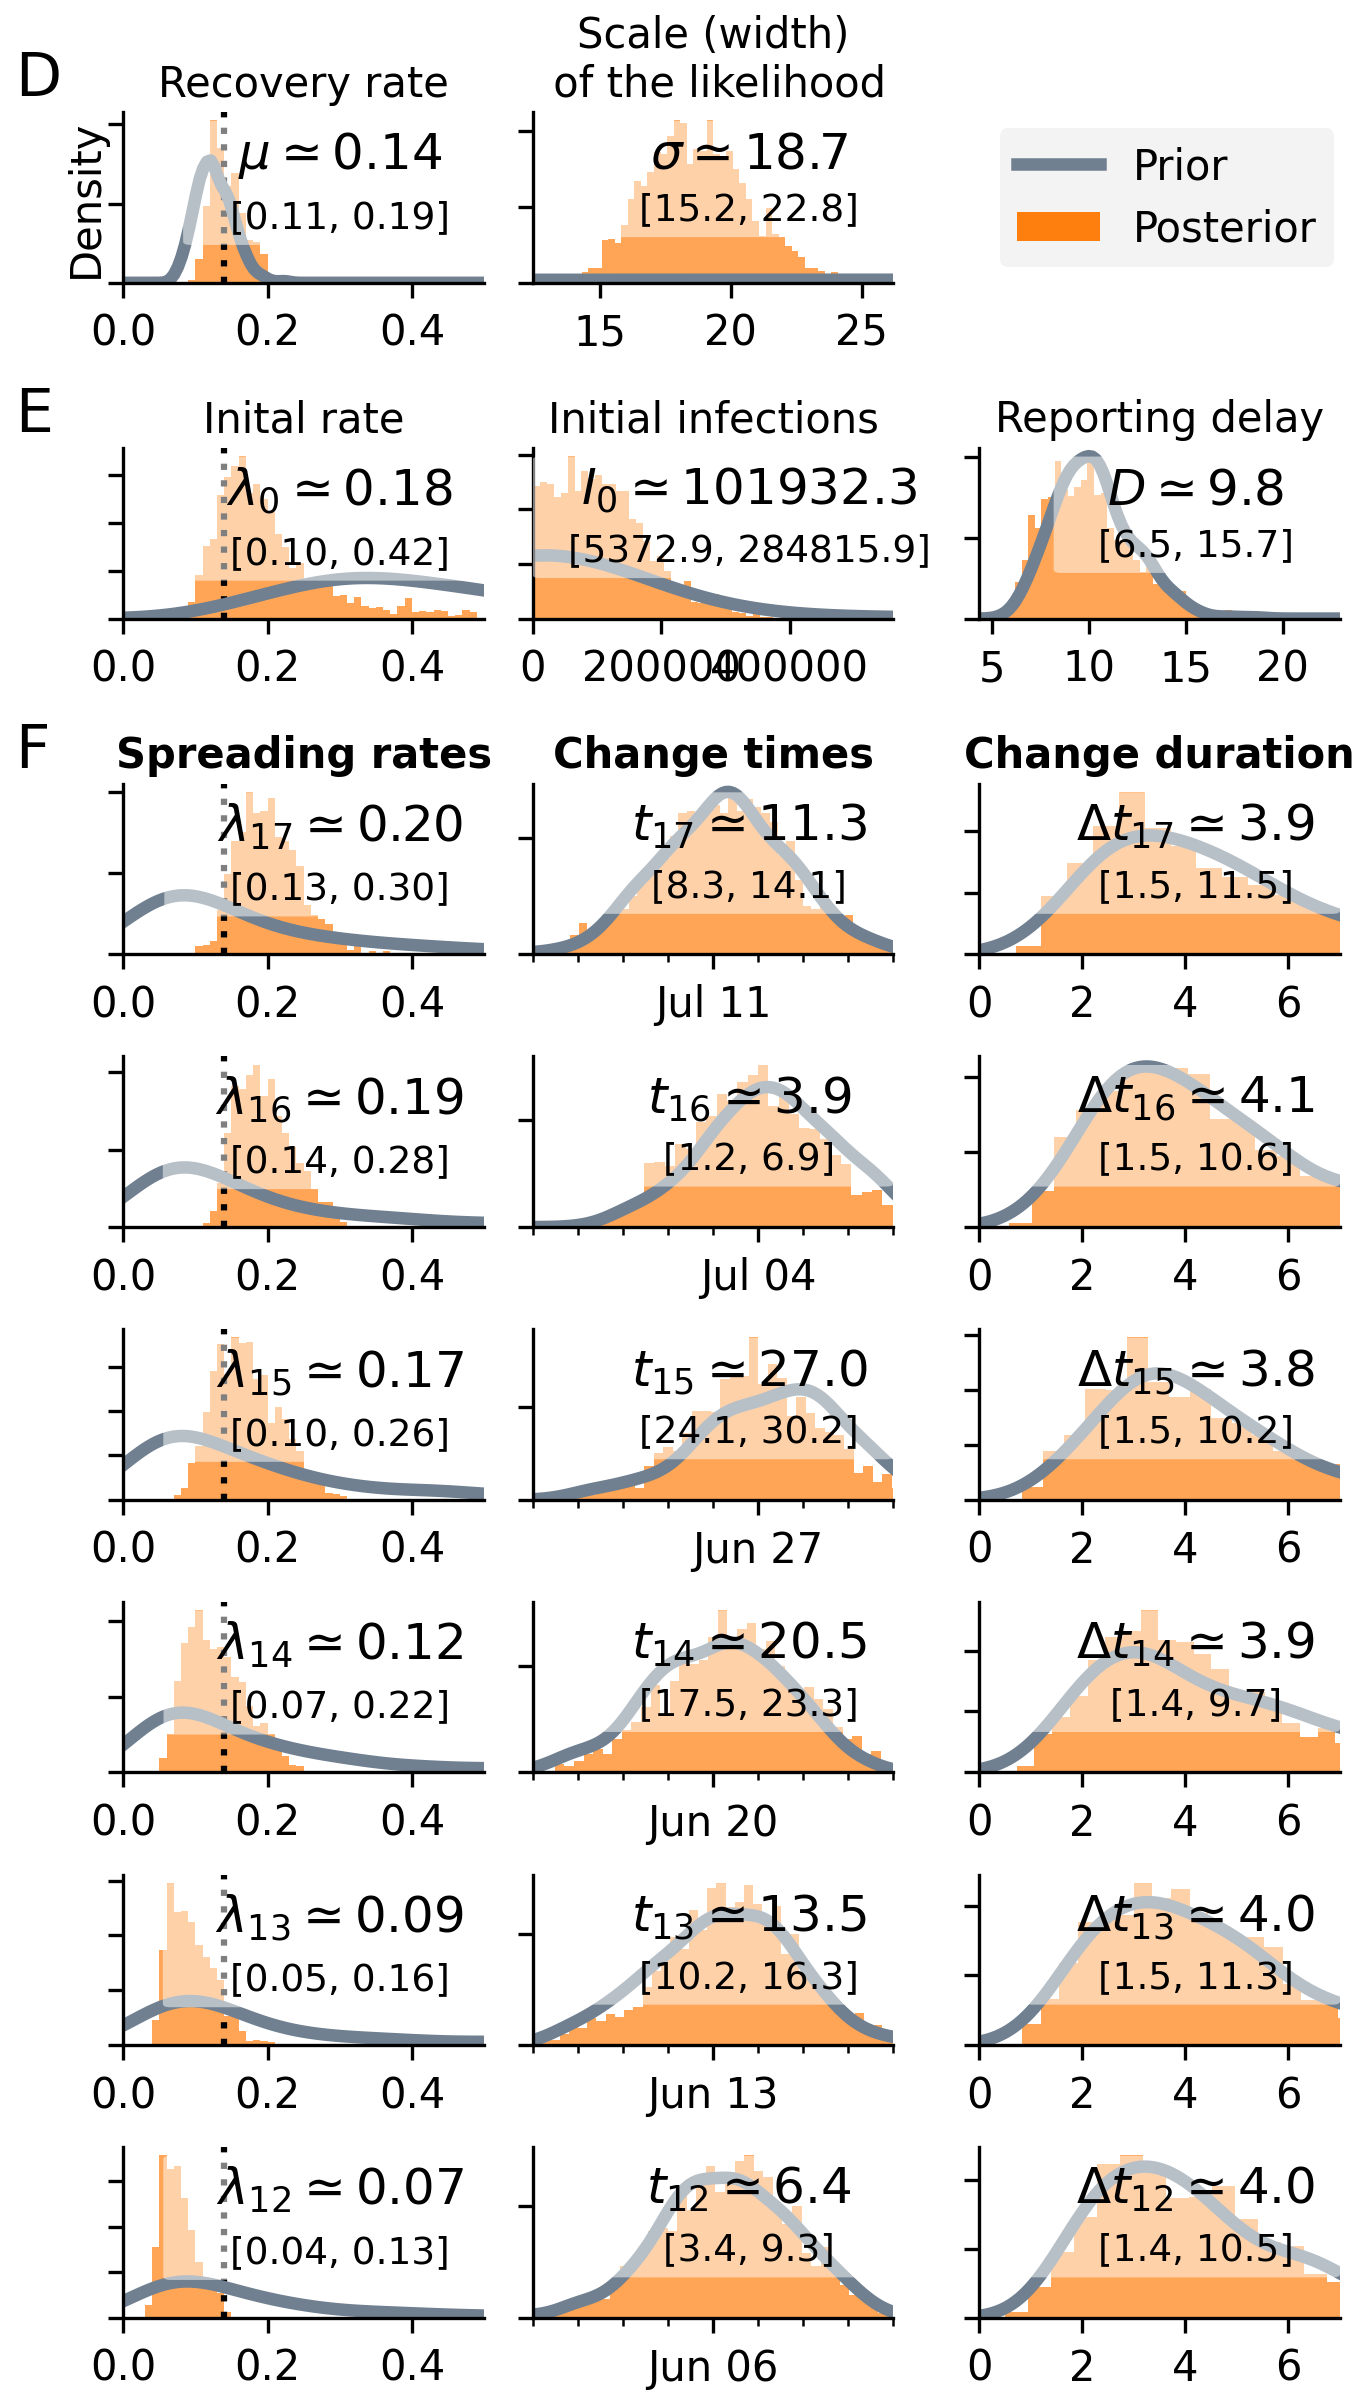 D
Recovery rate
Scale (width)
of the likelihood
Density
μ ≃ 0.14
[0.11, 0.19]
σ ≃ 18.7
[15.2, 22.8]
Prior
Posterior
0.0 0.2 0.4
15 20 25
E
Inital rate
Initial infections
Reporting delay
λ0 ≃ 0.18
[0.10, 0.42]
I0 ≃ 101932.3
[5372.9, 284815.9]
D ≃ 9.8
[6.5, 15.7]
0.0 0.2 0.4
0 200000 400000
5 10 15 20
F
Spreading rates
Change times
Change duration
λ17 ≃ 0.20
[0.13, 0.30]
t17 ≃ 11.3
[8.3, 14.1]
Δt17 ≃ 3.9
[1.5, 11.5]
0.0 0.2 0.4
Jul 11
0 2 4 6
λ16 ≃ 0.19
[0.14, 0.28]
t16 ≃ 3.9
[1.2, 6.9]
Δt16 ≃ 4.1
[1.5, 10.6]
0.0 0.2 0.4
Jul 04
0 2 4 6
λ15 ≃ 0.17
[0.10, 0.26]
t15 ≃ 27.0
[24.1, 30.2]
Δt15 ≃ 3.8
[1.5, 10.2]
0.0 0.2 0.4
Jun 27
0 2 4 6
λ14 ≃ 0.12
[0.07, 0.22]
t14 ≃ 20.5
[17.5, 23.3]
Δt14 ≃ 3.9
[1.4, 9.7]
0.0 0.2 0.4
Jun 20
0 2 4 6
λ13 ≃ 0.09
[0.05, 0.16]
t13 ≃ 13.5
[10.2, 16.3]
Δt13 ≃ 4.0
[1.5, 11.3]
0.0 0.2 0.4
Jun 13
0 2 4 6
λ12 ≃ 0.07
[0.04, 0.13]
t12 ≃ 6.4
[3.4, 9.3]
Δt12 ≃ 4.0
[1.4, 10.5]
0.0 0.2 0.4
Jun 06
0 2 4 6